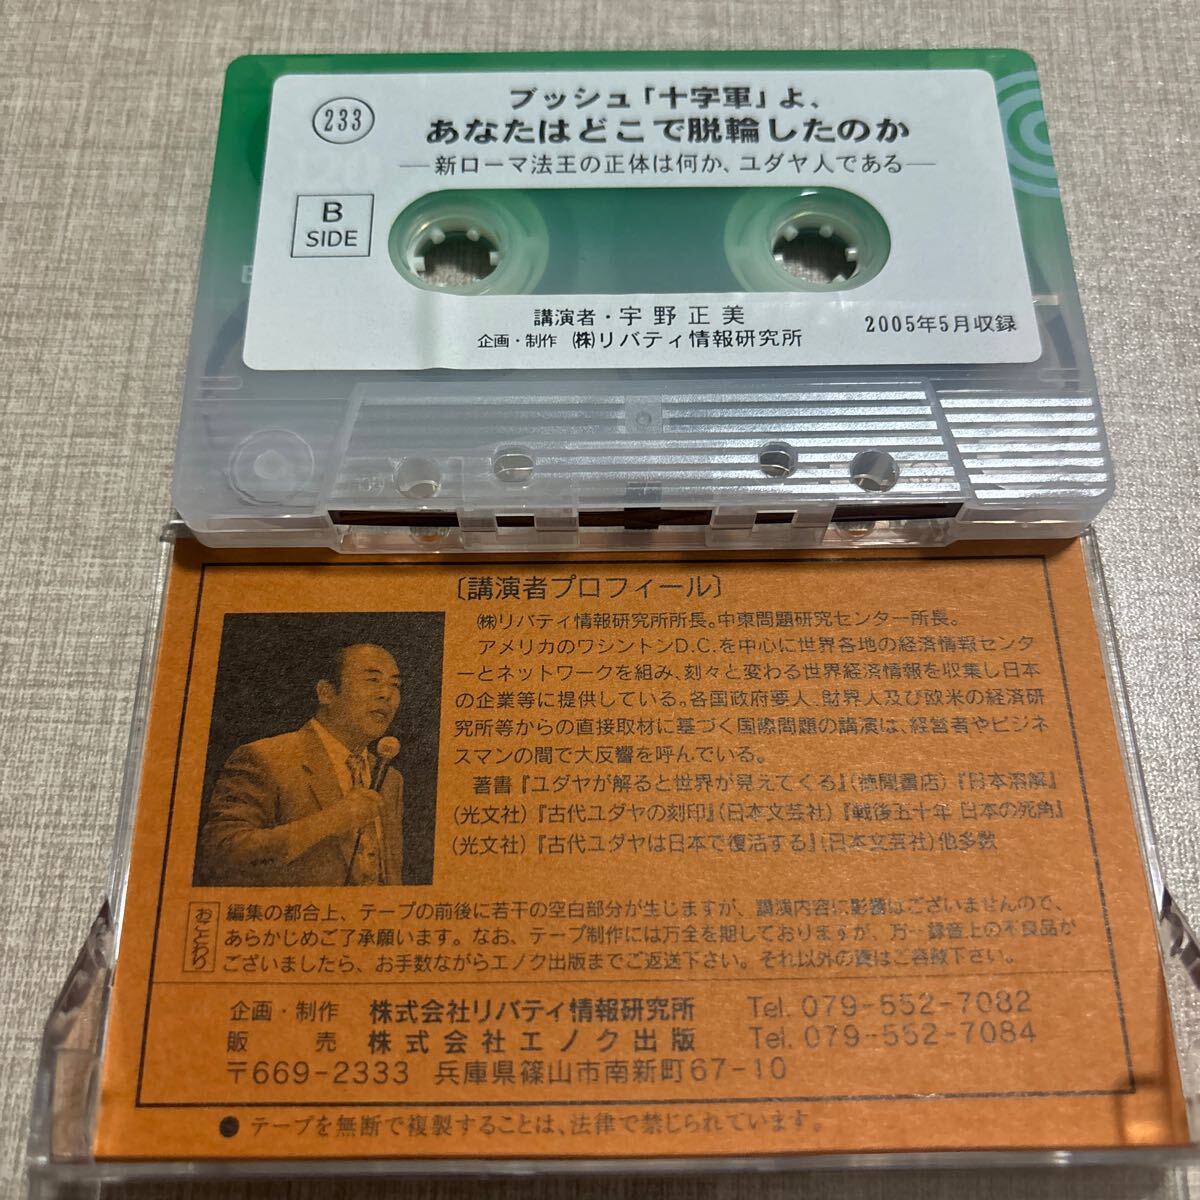 233
ブッシュ「十字軍」よ、
あなたはどこで脱輪したのか
―新ローマ法王の正体は何か、ユダヤ人である―
B
SIDE
講演者・宇野正美
企画・制作 ㈱リバティ情報研究所
2005年5月収録
〔講演者プロフィール〕
㈱リバティ情報研究所所長。中東問題研究センター所長。
アメリカのワシントンD.C.を中心に世界各地の経済情報センタ
ーとネットワークを組み、刻々と変わる世界経済情報を収集し日本
の企業等に提供している。各国政府要人、財界人及び欧米の経済研
究所等からの直接取材に基づく国際問題の講演は、経営者やビジネ
スマンの間で大反響を呼んでいる。
著書『ユダヤが解ると世界が見えてくる』(徳間書店)『日本溶解』
(光文社)『古代ユダヤの刻印』(日本文芸社)『戦後五十年 日本の死角』
(光文社)『古代ユダヤは日本で復活する』(日本文芸社)他多数
おことわり
編集の都合上、テープの前後に若干の空白部分が生じますが、講演内容に影響はございませんので、
あらかじめご了承願います。なお、テープ制作には万全を期しておりますが、万一録音上の不良品が
ございましたら、お手数ながらエノク出版までご返送下さい。それ以外の責はご容赦下さい。
企画・制作 株式会社リバティ情報研究所 Tel. 079-552-7082
販 売 株式会社エノク出版 Tel. 079-552-7084
〒669-2333 兵庫県篠山市南新町67-10
● テープを無断で複製することは、法律で禁じられています。